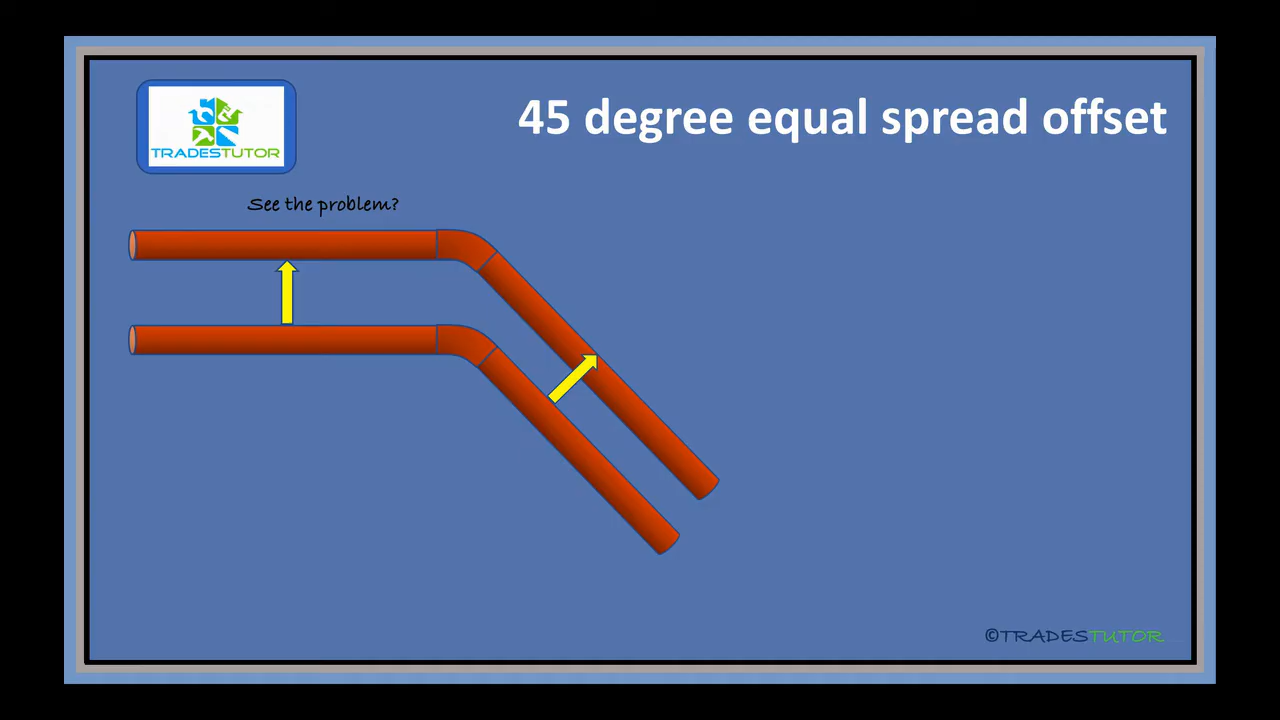 45 degree equal spread offset
TRADESTUTOR
See the problem?
©TRADESTUTOR